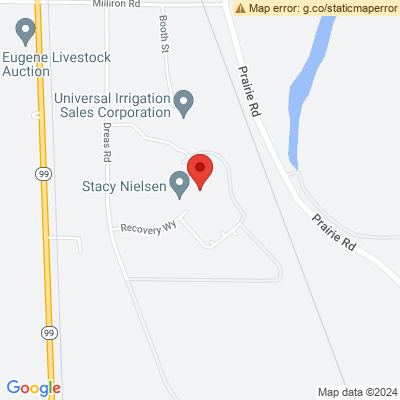 Milliron Rd
Map error: g.co/staticmaperror
Eugene Livestock
Auction
Booth St
Prairie Rd
Universal Irrigation
Sales Corporation
Dreas Rd
99
Stacy Nielsen
Recovery Wy
Prairie Rd
99
Google
Map data ©2024